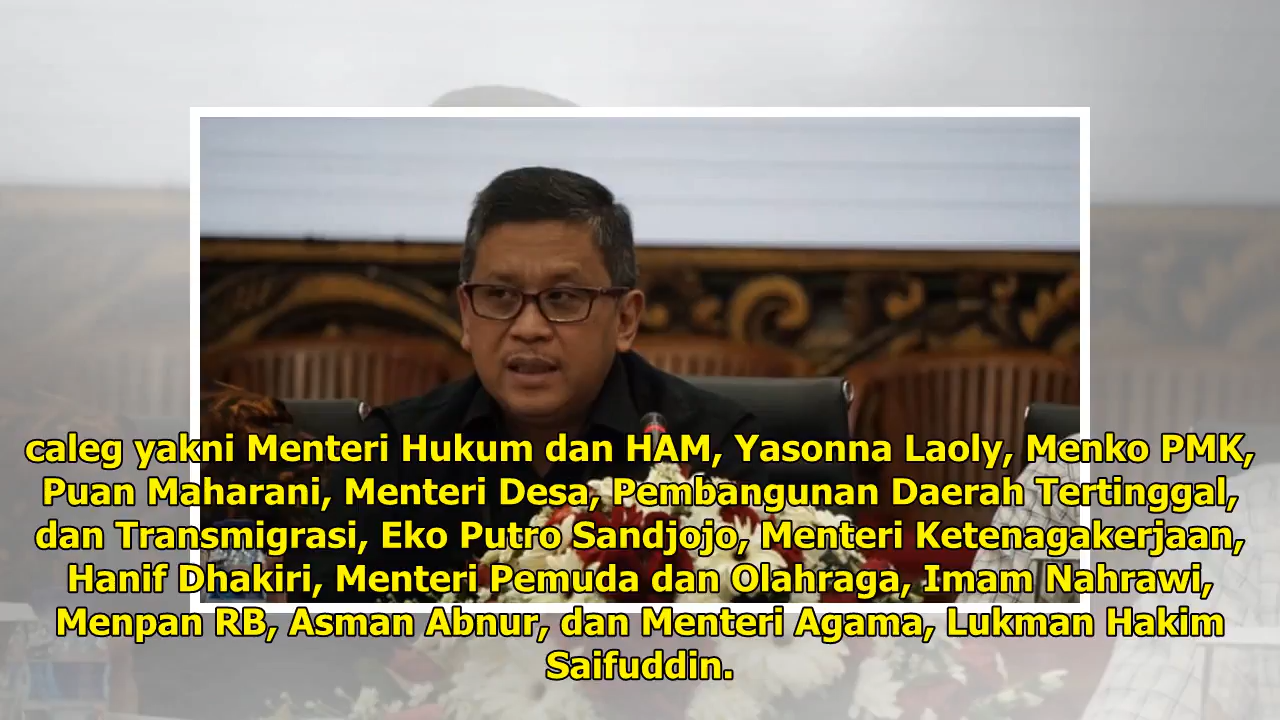 caleg yakni Menteri Hukum dan HAM, Yasonna Laoly, Menko PMK,
Puan Maharani, Menteri Desa, Pembangunan Daerah Tertinggal,
dan Transmigrasi, Eko Putro Sandjojo, Menteri Ketenagakerjaan,
Hanif Dhakiri, Menteri Pemuda dan Olahraga, Imam Nahrawi,
Menpan RB, Asman Abnur, dan Menteri Agama, Lukman Hakim
Saifuddin.